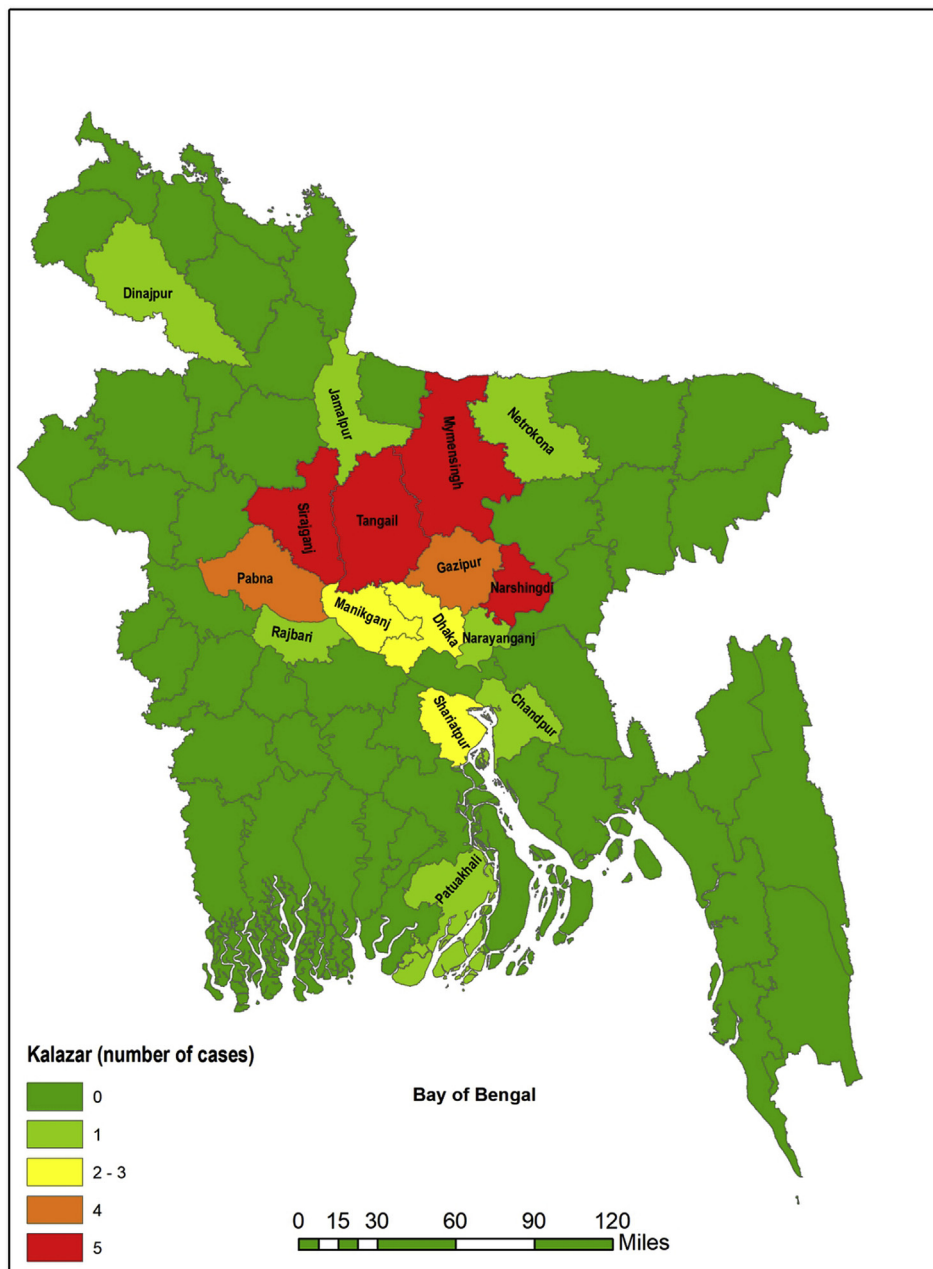 Dinajpur
Jamalpur
Mymensingh
Netrokona
Sirajganj
Tangail
Pabna
Gazipur
Narshingdi
Manikganj
Dhaka
Rajbari
Narayanganj
Shariatpur
Chandpur
Patuakhali
Kalazar (number of cases)
0
1
2 - 3
4
5
Bay of Bengal
0 15 30 60 90 120
Miles